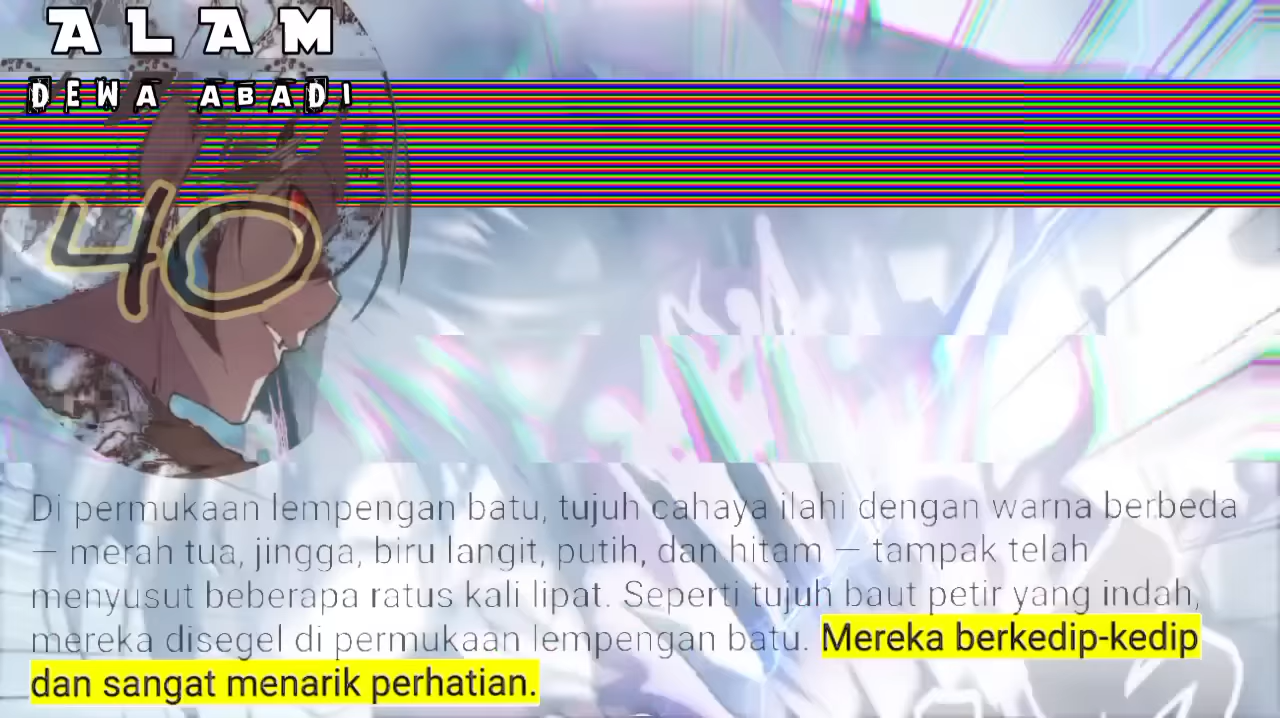 ALAM
DEWA ABADI
40
Di permukaan lempengan batu, tujuh cahaya ilahi dengan warna berbeda
— merah tua, jingga, biru langit, putih, dan hitam — tampak telah
menyusut beberapa ratus kali lipat. Seperti tujuh baut petir yang indah,
mereka disegel di permukaan lempengan batu. Mereka berkedip-kedip
dan sangat menarik perhatian.